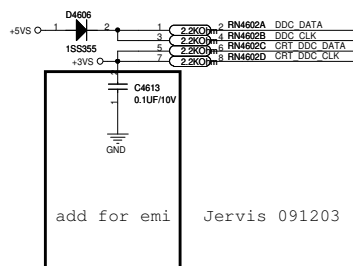 D4606
+5VS 1 2 1 2.2KOhm 2 RN4602A DDC_DATA
1SS355 3 2.2KOhm 4 RN4602B DDC_CLK
5 2.2KOhm 6 RN4602C CRT_DDC_DATA
+3VS 7 2.2KOhm 8 RN4602D CRT_DDC_CLK
2
C4613
1 0.1UF/10V
GND
add for emi Jervis 091203